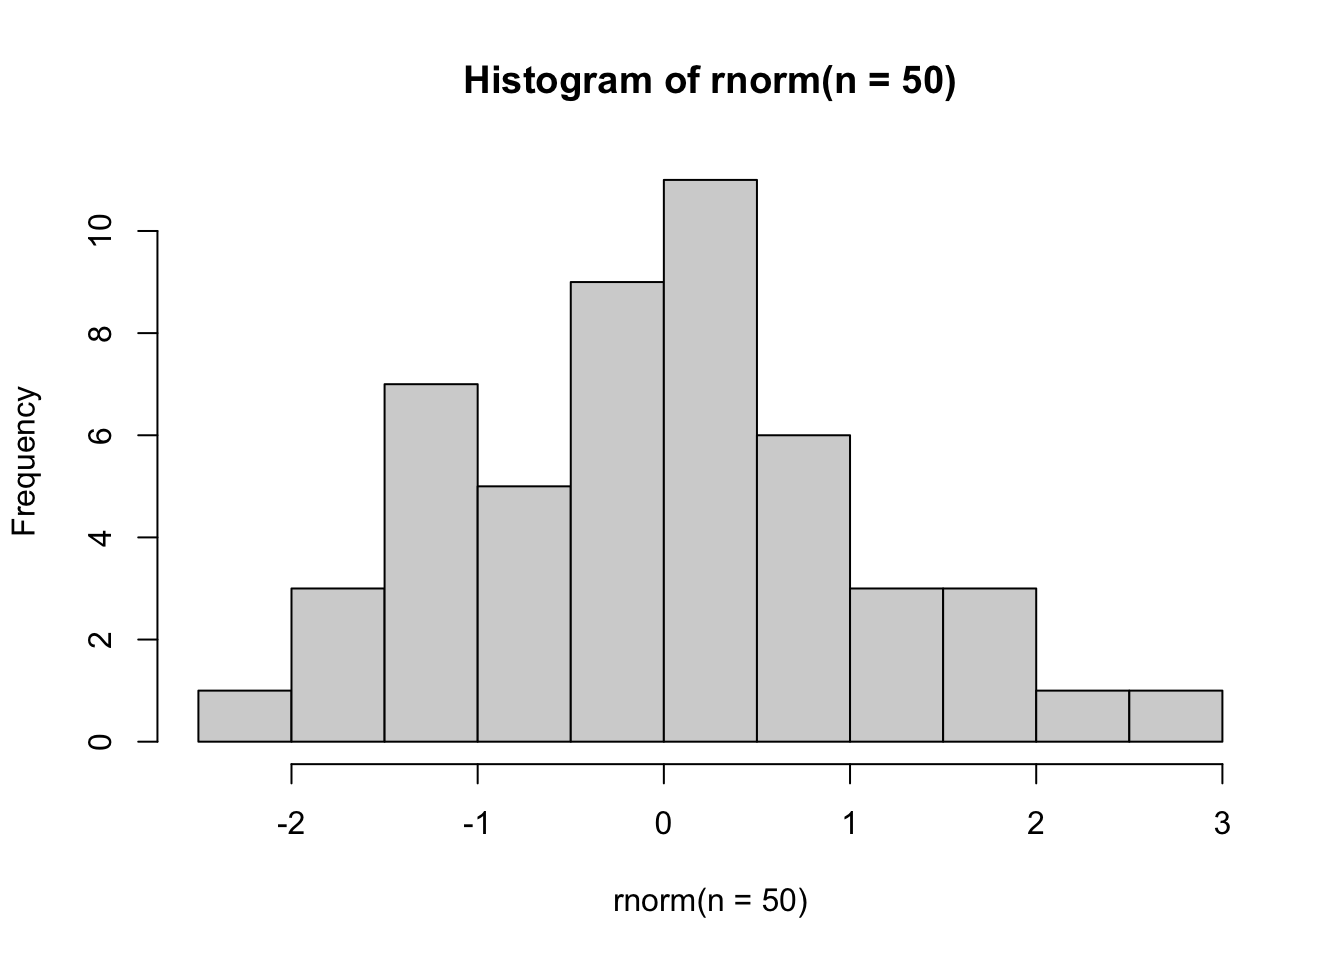 Histogram of rnorm(n = 50)
Frequency
10
8
6
4
2
0
-2 -1 0 1 2 3
rnorm(n = 50)